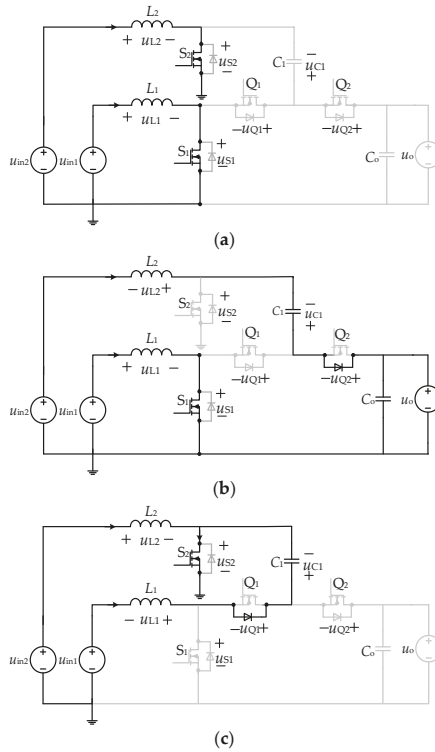 L2
+ uL2 −
S2
+
uS2
−
C1
−
uC1
+
Q1
Q2
L1
−uQ1+
−uQ2+
+ uL1 −
S1
+
uS1
−
uin2
uin1
Co
uo
(a)
L2
− uL2 +
S2
+
uS2
−
C1
−
uC1
+
Q1
Q2
L1
−uQ1+
−uQ2+
+ uL1 −
S1
+
uS1
−
uin2
uin1
Co
uo
(b)
L2
+ uL2 −
S2
+
uS2
−
C1
−
uC1
+
Q1
Q2
L1
−uQ1+
−uQ2+
− uL1 +
S1
+
uS1
−
uin2
uin1
Co
uo
(c)